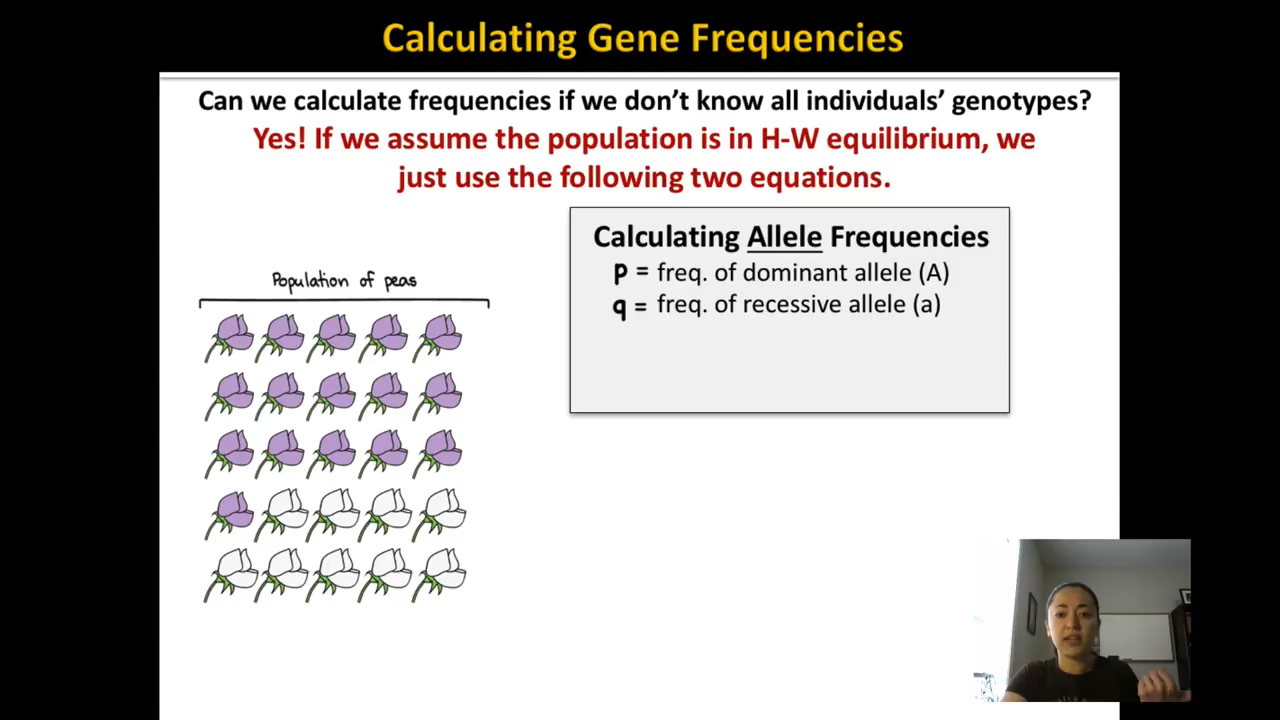 Calculating Gene Frequencies
Can we calculate frequencies if we don’t know all individuals’ genotypes?
Yes! If we assume the population is in H-W equilibrium, we
just use the following two equations.
Calculating Allele Frequencies
p = freq. of dominant allele (A)
q = freq. of recessive allele (a)
Population of peas